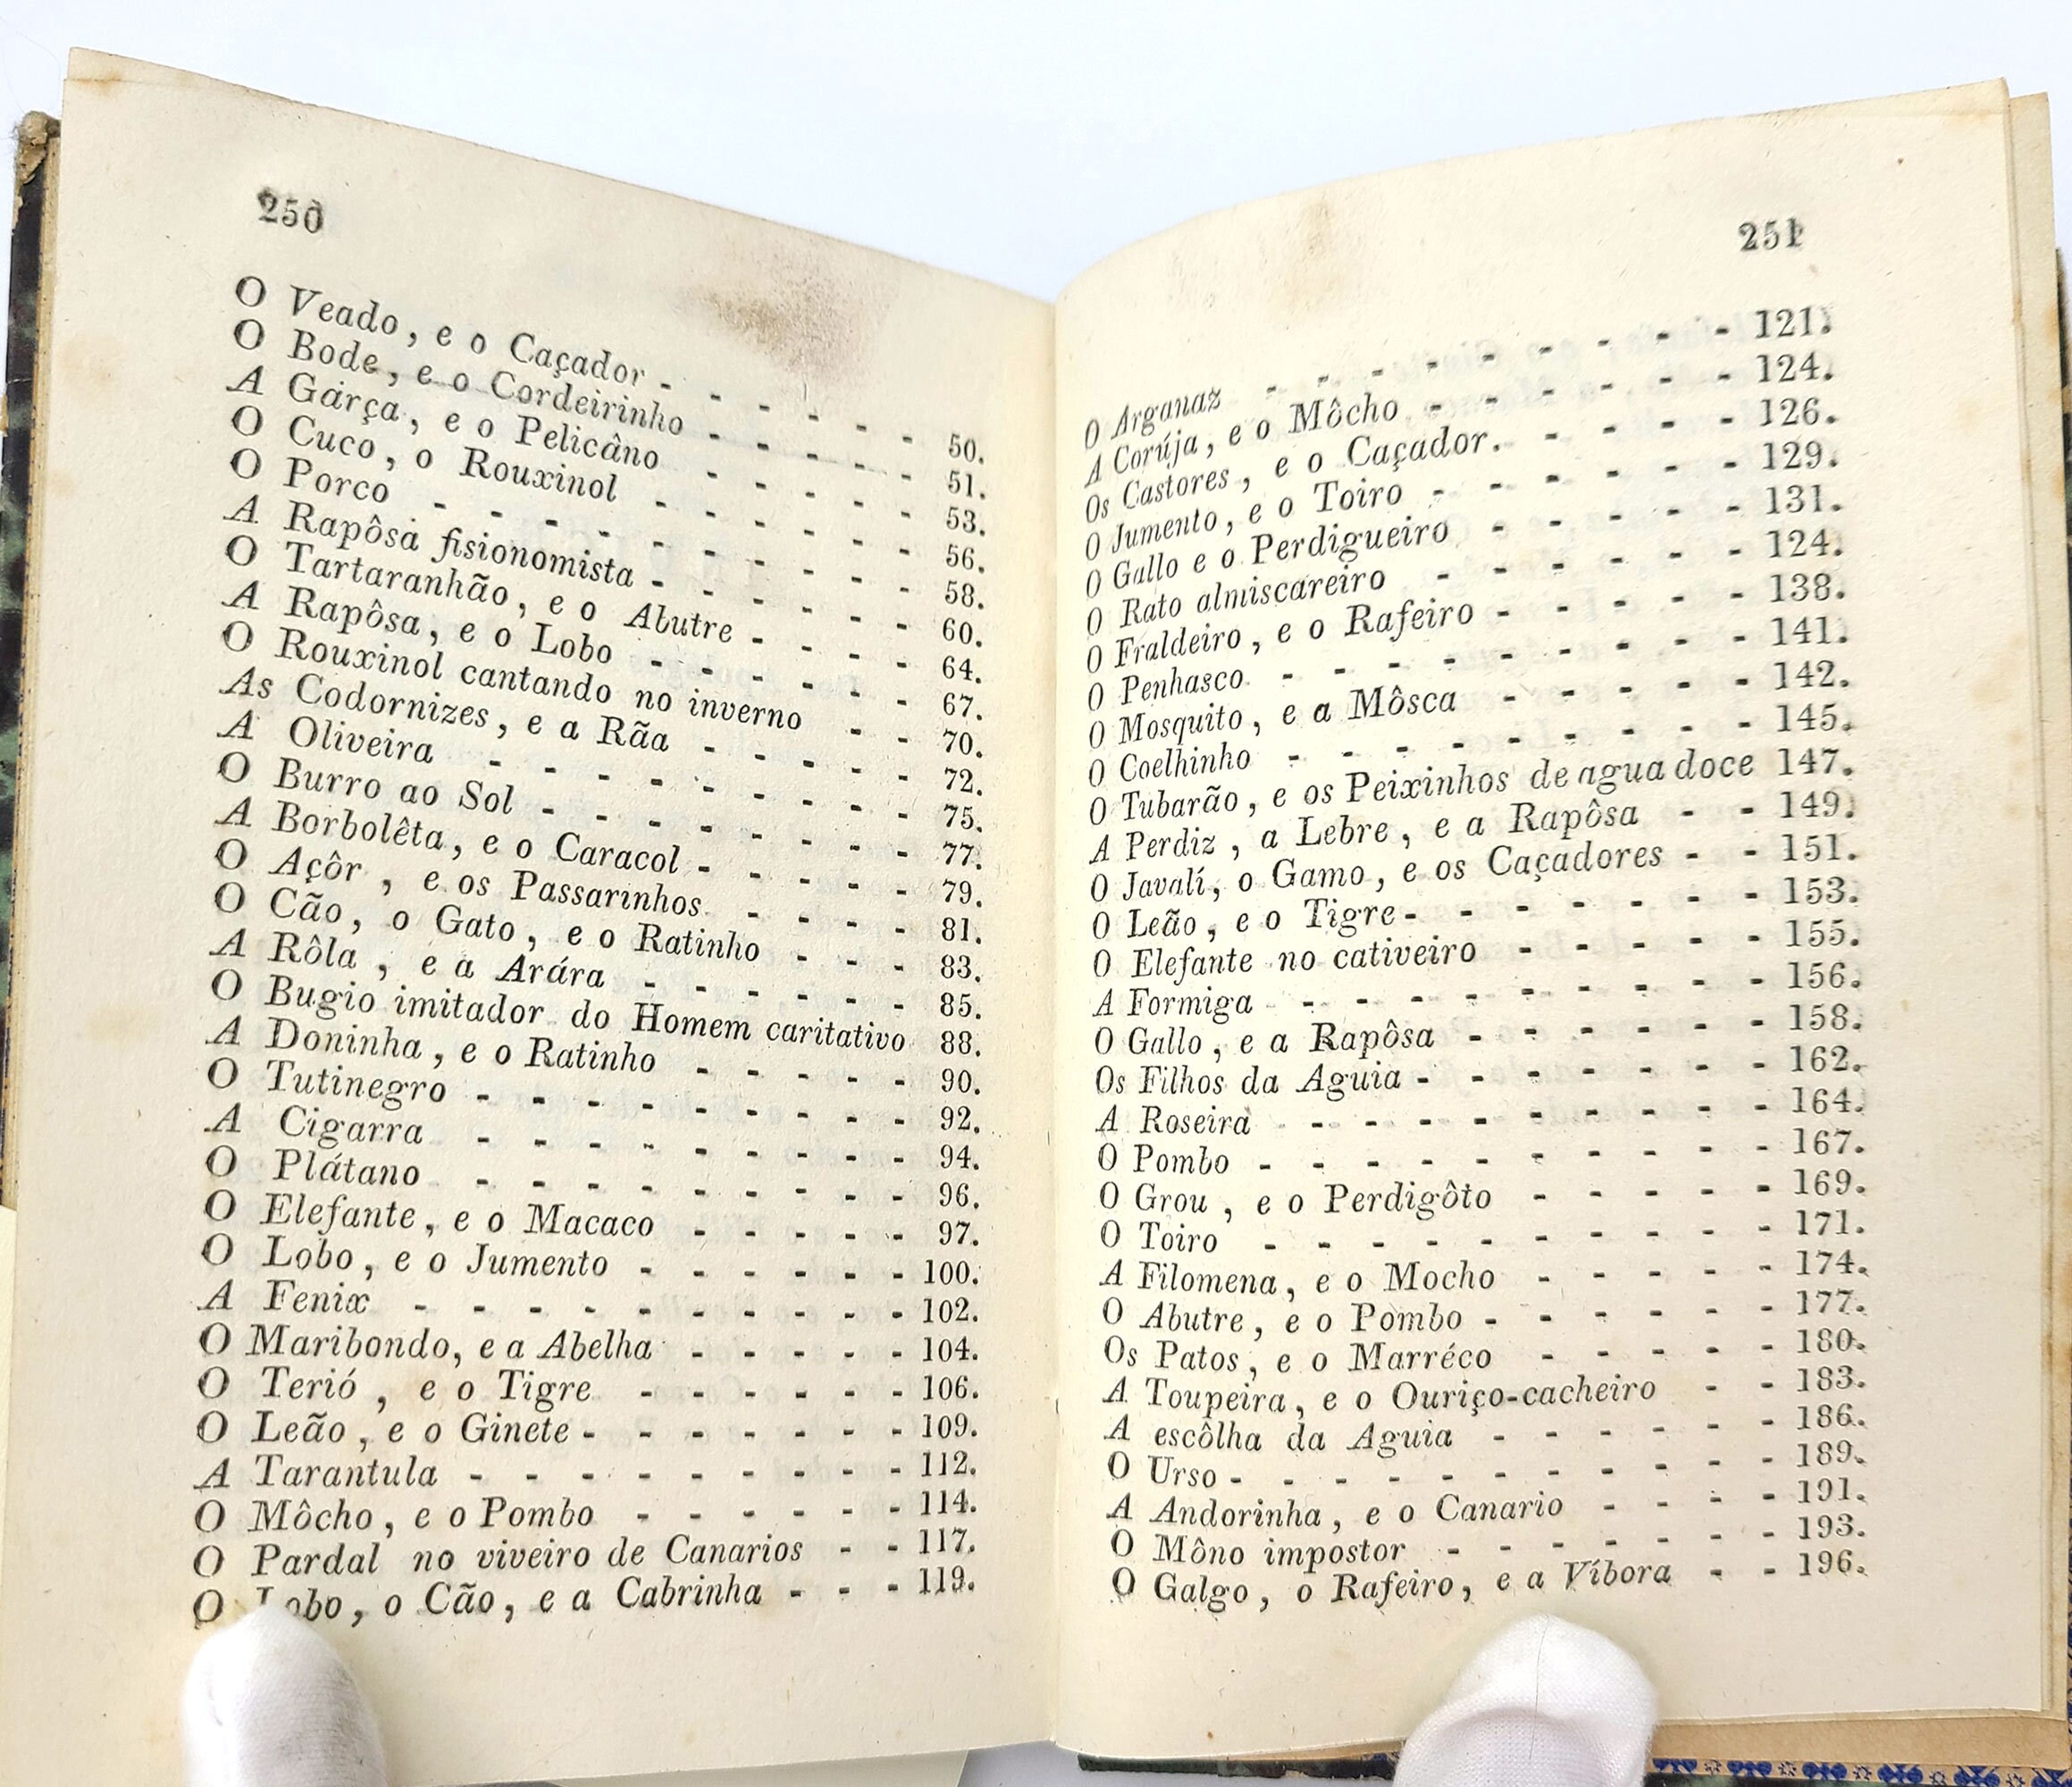 250
O Veado, e o Caçador - - - - - - 50.
O Bode, e o Cordeirinho - - - - - 51.
A Garça, e o Pelicâno - - - - - 53.
O Cuco, o Rouxinol - - - - - - 56.
O Porco - - - - - - - - - 58.
A Rapôsa fisionomista - - - - - - 60.
O Tartaranhão, e o Abutre - - - - 64.
A Rapôsa, e o Lobo - - - - - - 67.
O Rouxinol cantando no inverno - - 70.
As Codornizes, e a Rãa - - - - - 72.
A Oliveira - - - - - - - - 75.
O Burro ao Sol - - - - - - - 77.
A Borbolêta, e o Caracol - - - - - 79.
O Açôr, e os Passarinhos - - - - 81.
O Cão, o Gato, e o Ratinho - - - 83.
A Rôla, e a Arára - - - - - - 85.
O Bugio imitador do Homem caritativo 88.
A Doninha, e o Ratinho - - - - - 90.
O Tutinegro - - - - - - - - - 92.
A Cigarra - - - - - - - - - 94.
O Plátano - - - - - - - - - 96.
O Elefante, e o Macaco - - - - - 97.
O Lobo, e o Jumento - - - - - - 100.
A Fenix - - - - - - - - - - 102.
O Maribondo, e a Abelha - - - - - 104.
O Terió, e o Tigre - - - - - - 106.
O Leão, e o Ginete - - - - - - - 109.
A Tarantula - - - - - - - - - 112.
O Môcho, e o Pombo - - - - - - 114.
O Pardal no viveiro de Canarios - - 117.
O Lobo, o Cão, e a Cabrinha - - - 119.
251
O Arganaz - - - - - - - - - 121.
A Corúja, e o Môcho - - - - - - 124.
Os Castores, e o Caçador. - - - - 126.
O Jumento, e o Toiro - - - - - - 129.
O Gallo e o Perdigueiro - - - - - 131.
O Rato almiscareiro - - - - - - 124.
O Fraldeiro, e o Rafeiro - - - - - 138.
O Penhasco - - - - - - - - - 141.
O Mosquito, e a Môsca - - - - - 142.
O Coelhinho - - - - - - - - - 145.
O Tubarão, e os Peixinhos de agua doce 147.
A Perdiz, a Lebre, e a Rapôsa - - 149.
O Javalí, o Gamo, e os Caçadores - - 151.
O Leão, e o Tigre - - - - - - - 153.
O Elefante no cativeiro - - - - - 155.
A Formiga - - - - - - - - - 156.
O Gallo, e a Rapôsa - - - - - - 158.
Os Filhos da Aguia - - - - - - - 162.
A Roseira - - - - - - - - - 164.
O Pombo - - - - - - - - - - 167.
O Grou, e o Perdigôto - - - - - 169.
O Toiro - - - - - - - - - - 171.
A Filomena, e o Mocho - - - - - 174.
O Abutre, e o Pombo - - - - - - 177.
Os Patos, e o Marréco - - - - - 180.
A Toupeira, e o Ouriço-cacheiro - - 183.
A escôlha da Aguia - - - - - - 186.
O Urso - - - - - - - - - - 189.
A Andorinha, e o Canario - - - - 191.
O Môno impostor - - - - - - - 193.
O Galgo, o Rafeiro, e a Víbora - - 196.